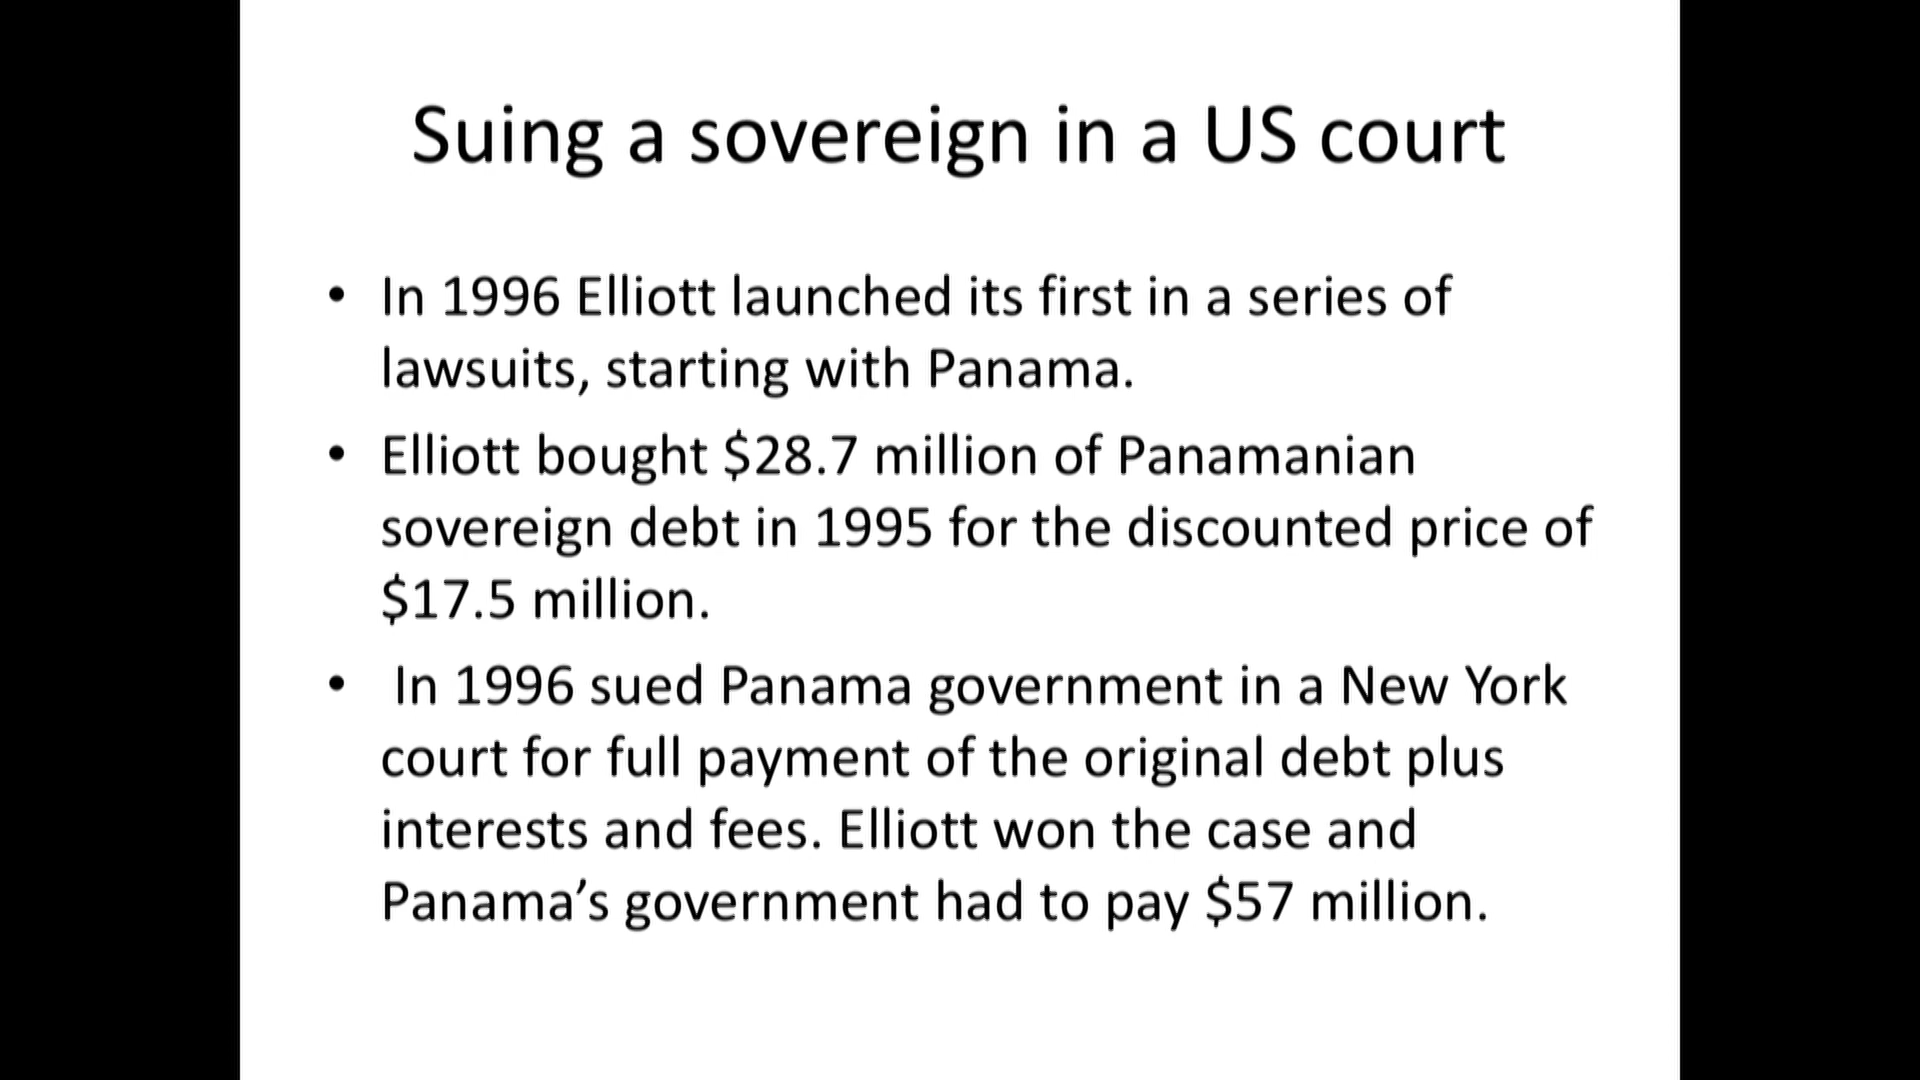 Suing a sovereign in a US court
• In 1996 Elliott launched its first in a series of
lawsuits, starting with Panama.
• Elliott bought $28.7 million of Panamanian
sovereign debt in 1995 for the discounted price of
$17.5 million.
• In 1996 sued Panama government in a New York
court for full payment of the original debt plus
interests and fees. Elliott won the case and
Panama’s government had to pay $57 million.